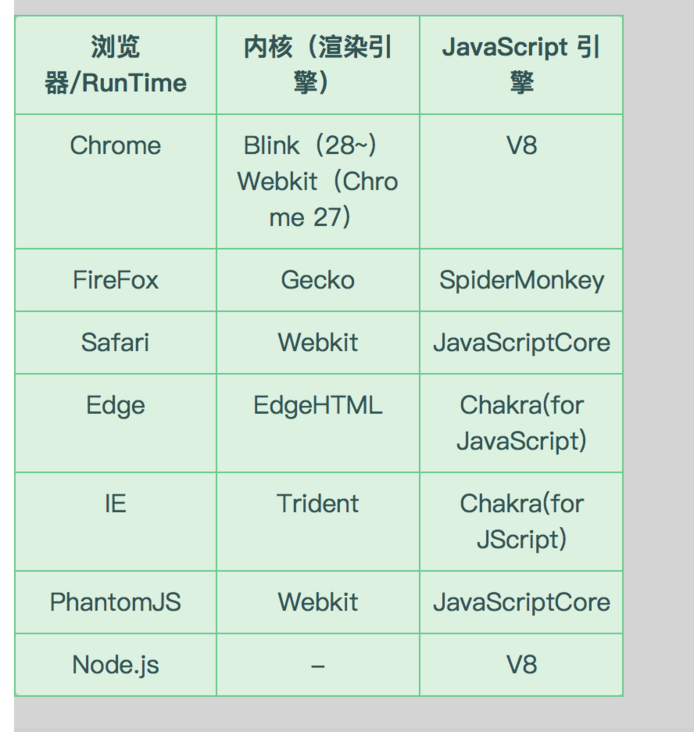 浏览
器/RunTime
内核（渲染引
擎）
JavaScript 引
擎
Chrome
Blink（28~）
Webkit（Chro
me 27）
V8
FireFox
Gecko
SpiderMonkey
Safari
Webkit
JavaScriptCore
Edge
EdgeHTML
Chakra(for
JavaScript)
IE
Trident
Chakra(for
JScript)
PhantomJS
Webkit
JavaScriptCore
Node.js
–
V8